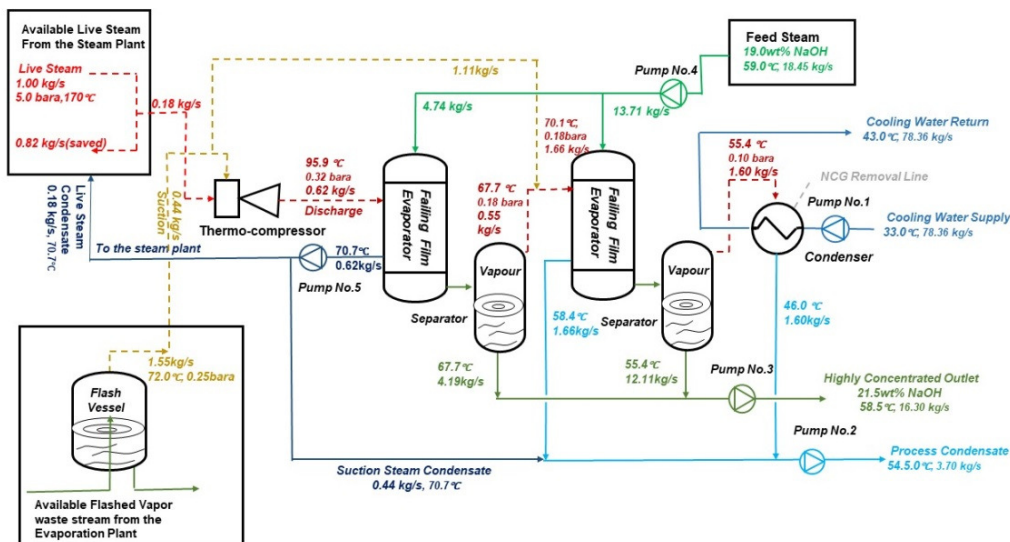 Available Live Steam
From the Steam Plant
Live Steam
1.00 kg/s
5.0 bara,170℃
0.82 kg/s(saved)
0.18 kg/s
1.11kg/s
Feed Steam
19.0wt% NaOH
59.0℃, 18.45 kg/s
Pump No.4
4.74 kg/s
13.71 kg/s
70.1℃,
0.18bara
1.66 kg/s
Cooling Water Return
43.0℃, 78.36 kg/s
55.4 ℃
0.10 bara
1.60 kg/s
NCG Removal Line
Pump No.1
Cooling Water Supply
33.0℃, 78.36 kg/s
Condenser
95.9 ℃
0.32 bara
0.62 kg/s
Discharge
Thermo-compressor
0.44 kg/s
Suction
Live Steam
Condensate
0.18 kg/s, 70.7℃
To the steam plant
Failing Film
Evaporator
67.7 ℃
0.18 bara
0.55
kg/s
Failing Film
Evaporator
70.7℃
0.62kg/s
Pump No.5
Vapour
Separator
Vapour
Separator
58.4℃
1.66kg/s
46.0 ℃
1.60kg/s
1.55kg/s
72.0℃, 0.25bara
Flash
Vessel
67.7℃
4.19kg/s
55.4℃
12.11kg/s
Pump No.3
Highly Concentrated Outlet
21.5wt% NaOH
58.5℃, 16.30 kg/s
Pump No.2
Suction Steam Condensate
0.44 kg/s, 70.7℃
Process Condensate
54.5.0℃, 3.70 kg/s
Available Flashed Vapor
waste stream from the
Evaporation Plant